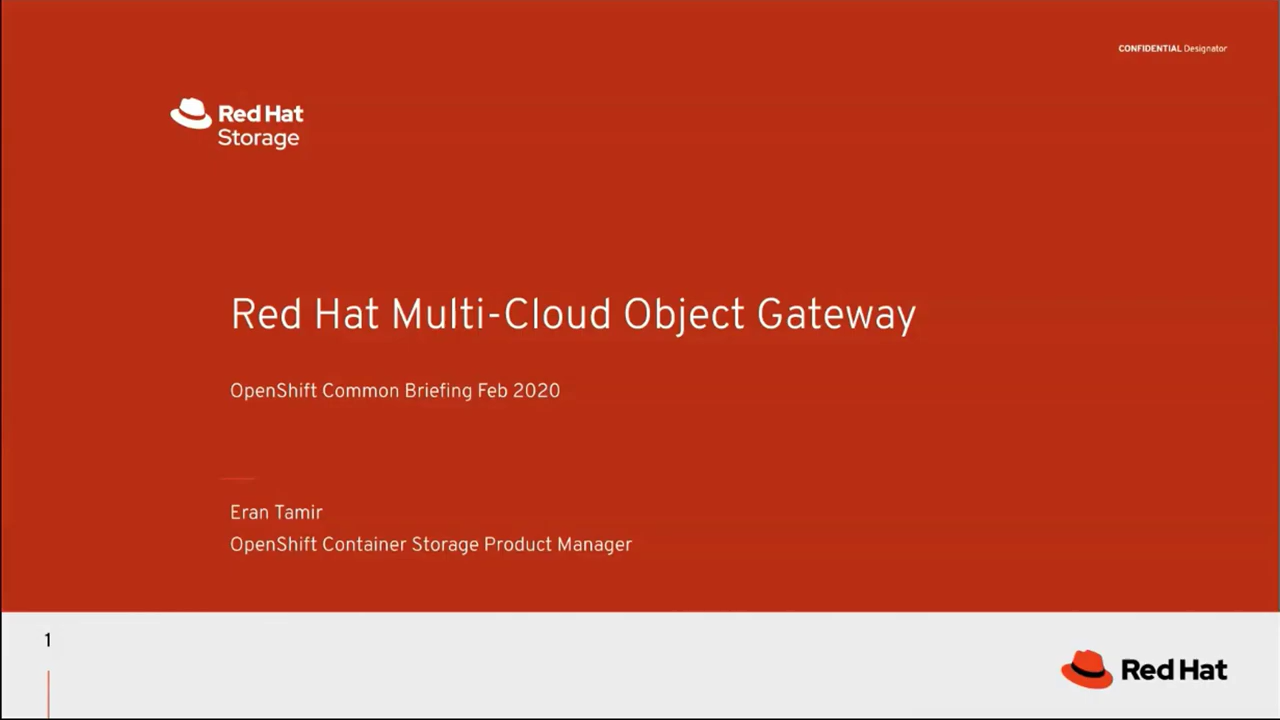 CONFIDENTIAL Designator
Red Hat
Storage
Red Hat Multi-Cloud Object Gateway
OpenShift Common Briefing Feb 2020
Eran Tamir
OpenShift Container Storage Product Manager
1
Red Hat